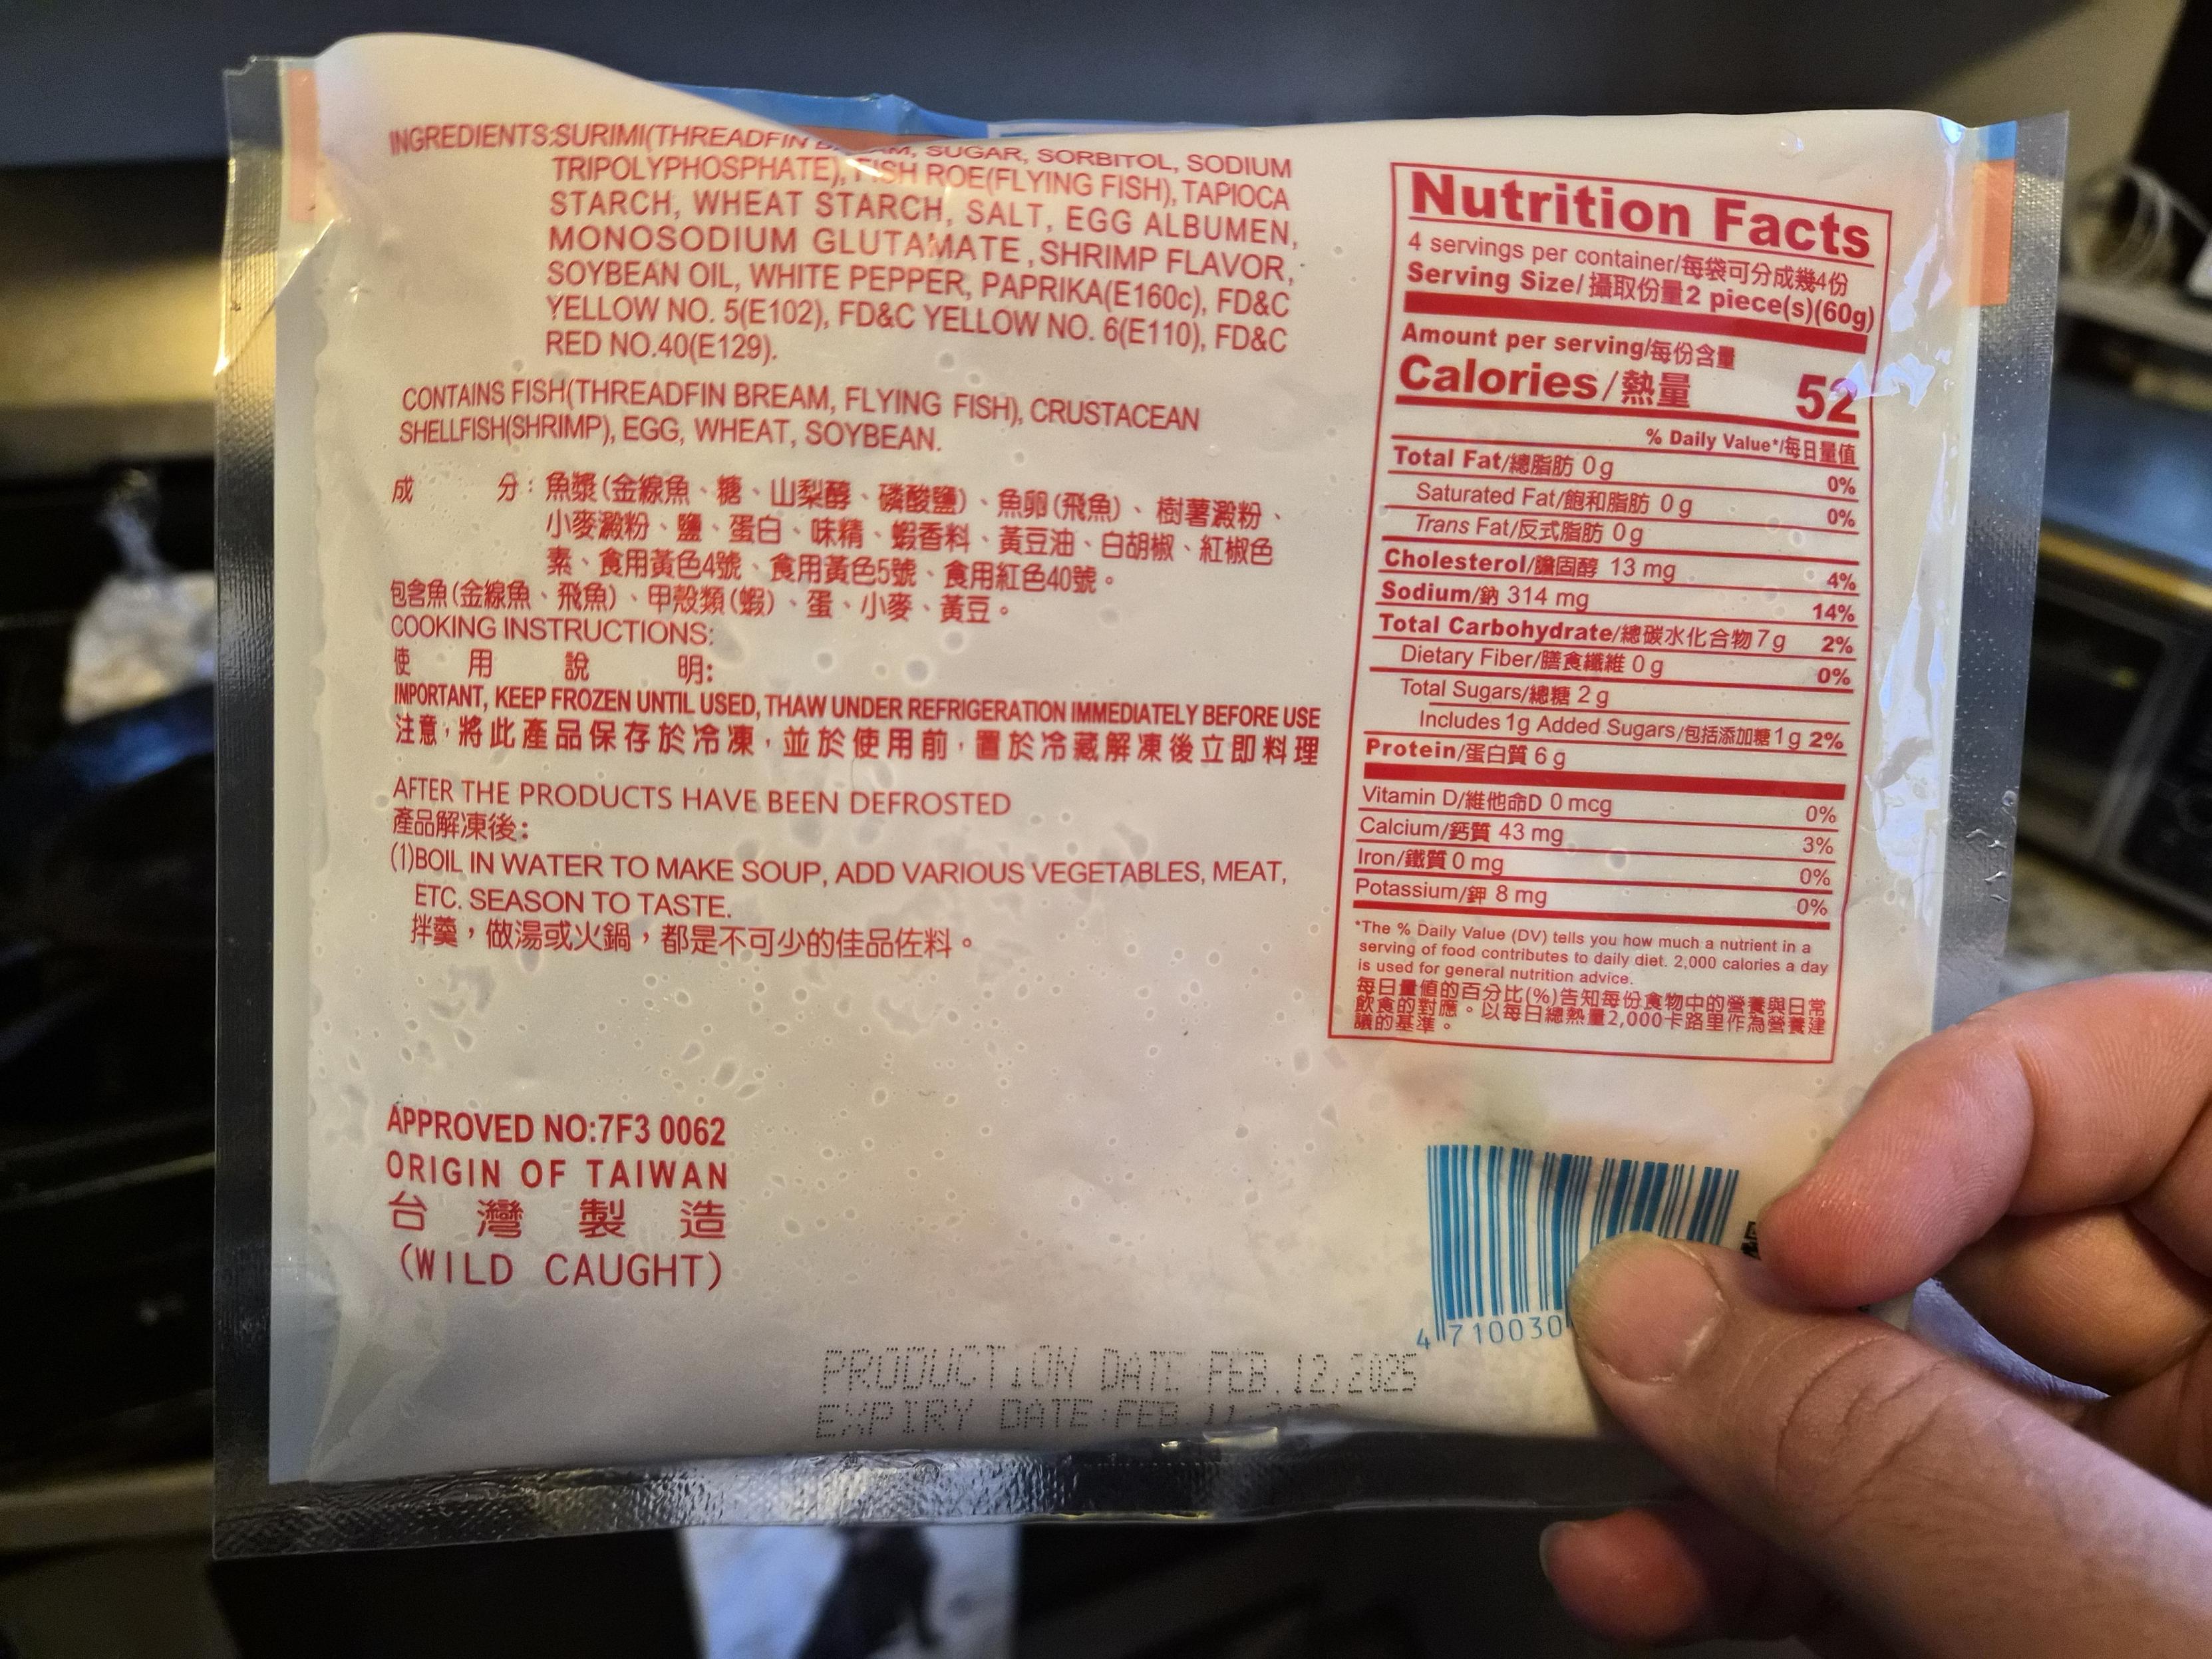 INGREDIENTS:SURIMI(THREADFIN SUGAR, SORBITOL, SODIUM
TRIPOLYPHOSPHATE), FISH ROE(FLYING FISH), TAPIOCA
STARCH, WHEAT STARCH, SALT, EGG ALBUMEN,
MONOSODIUM GLUTAMATE, SHRIMP FLAVOR,
SOYBEAN OIL, WHITE PEPPER, PAPRIKA(E160c), FD&C
YELLOW NO. 5(E102), FD&C YELLOW NO. 6(E110), FD&C
RED NO.40(E129).
CONTAINS FISH(THREADFIN BREAM, FLYING FISH), CRUSTACEAN
SHELLFISH(SHRIMP), EGG, WHEAT, SOYBEAN.
成分:魚漿(金線魚、糖、山梨醇、磷酸鹽)、魚卵(飛魚)、樹薯澱粉、
小麥澱粉、鹽、蛋白、味精、蝦香料、黃豆油、白胡椒、紅椒色
素、食用黃色4號、食用黃色5號、食用紅色40號。
包含魚(金線魚、飛魚)、甲殼類(蝦)、蛋、小麥、黃豆。
COOKING INSTRUCTIONS:
使用說明:
IMPORTANT, KEEP FROZEN UNTIL USED, THAW UNDER REFRIGERATION IMMEDIATELY BEFORE USE
注意,將此產品保存於冷凍,並於使用前,置於冷藏解凍後立即料理
AFTER THE PRODUCTS HAVE BEEN DEFROSTED
產品解凍後:
(1)BOIL IN WATER TO MAKE SOUP, ADD VARIOUS VEGETABLES, MEAT,
ETC. SEASON TO TASTE.
拌羹,做湯或火鍋,都是不可少的佳品佐料。
APPROVED NO:7F3 0062
ORIGIN OF TAIWAN
台灣製造
(WILD CAUGHT)
PRODUCTION DATE FEB.12,2025
EXPIRY DATE:FEB.11
Nutrition Facts
4 servings per container/每袋可分成幾4份
Serving Size/攝取份量2 piece(s)(60g)
Amount per serving/每份含量
Calories/熱量 52
% Daily Value*/每日量值
Total Fat/總脂肪 0g 0%
Saturated Fat/飽和脂肪 0g 0%
Trans Fat/反式脂肪 0g
Cholesterol/膽固醇 13 mg 4%
Sodium/鈉 314 mg 14%
Total Carbohydrate/總碳水化合物7g 2%
Dietary Fiber/膳食纖維 0g 0%
Total Sugars/總糖 2g
Includes 1g Added Sugars/包括添加糖1g 2%
Protein/蛋白質 6g
Vitamin D/維他命D 0 mcg 0%
Calcium/鈣質 43 mg 3%
Iron/鐵質 0 mg 0%
Potassium/鉀 8 mg 0%
*The % Daily Value (DV) tells you how much a nutrient in a
serving of food contributes to daily diet. 2,000 calories a day
is used for general nutrition advice.
每日量值的百分比(%)告知每份食物中的營養與日常
飲食的對應。以每日總熱量2,000卡路里作為營養建
議的基準。
4 710030